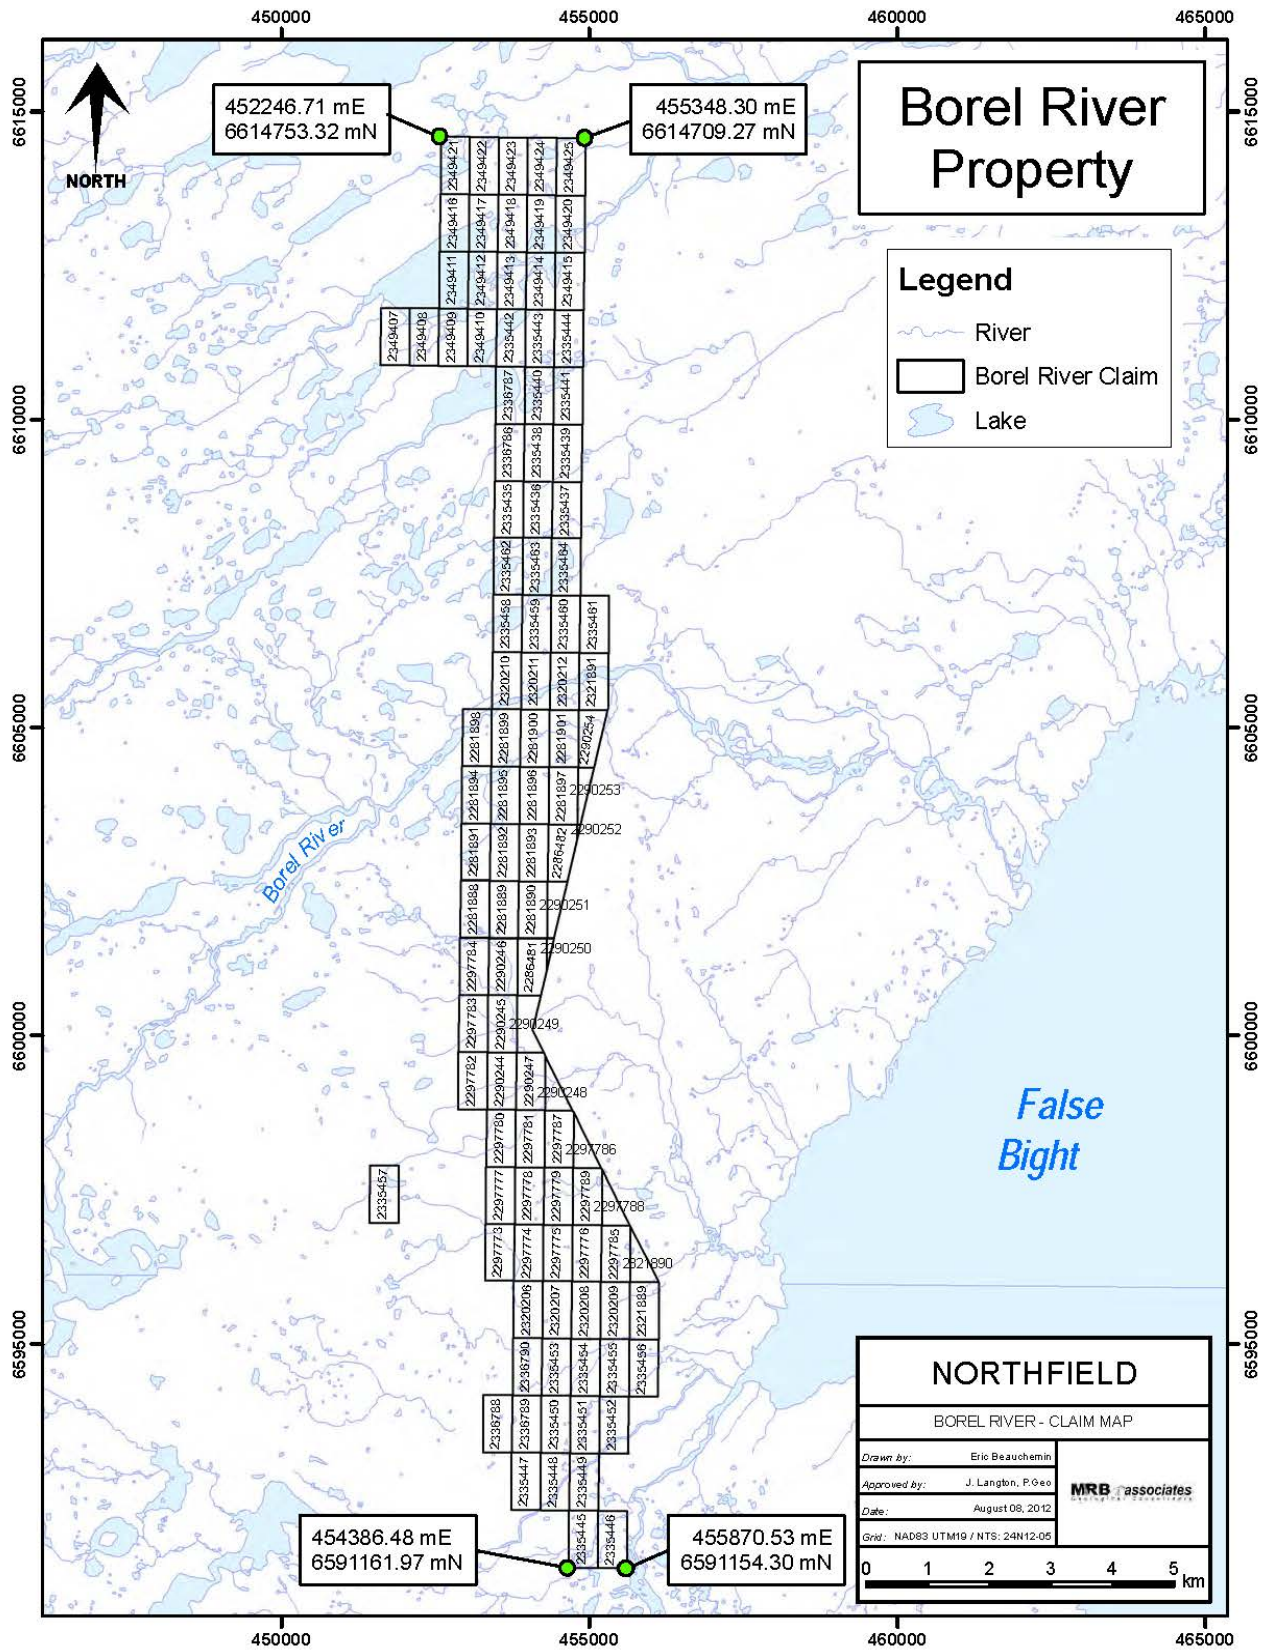 450000 455000 460000 465000
6615000
6615000
452246.71 mE
6614753.32 mN
455348.30 mE
6614709.27 mN
Borel River
Property
NORTH
Legend
River
Borel River Claim
Lake
2349421 2349422 2349423 2349424 2349425
2349416 2349417 2349418 2349419 2349420
2349411 2349412 2349413 2349414 2349415
2349407 2349408 2349409 2349410 2335442 2335443 2335444
2336787 2335440 2335441
6610000
6610000
2336786 2335438 2335439
2335435 2335436 2335437
2335462 2335463 2335464
2335458 2335459 2335460 2335461
2320210 2320211 2320212 2321891
6605000
6605000
2281898 2281899 2281900 2281901 2290254
2281894 2281895 2281896 2281897 2290253
2290252
2281891 2281892 2281893 2286482
Borel River
2281888 2281889 2281890 2290251
2290250
2297784 2290246 2286481
2297783 2290245 2290249
6600000
6600000
2297782 2290244 2290247 2290248
False
Bight
2297780 2297781 2297787 2297786
2335457
2297777 2297778 2297779 2297789 2297788
2297773 2297774 2297775 2297776 2297785 2321890
2320206 2320207 2320208 2320209 2321889
6595000
6595000
2336790 2335453 2335454 2335455 2335456
2336788 2336789 2335450 2335451 2335452
2335447 2335448 2335449
2335445 2335446
454386.48 mE
6591161.97 mN
455870.53 mE
6591154.30 mN
NORTHFIELD
BOREL RIVER - CLAIM MAP
Drawn by: Eric Beauchemin
Approved by: J. Langton, P.Geo
Date: August 08, 2012
Grid: NAD83 UTM19 / NTS: 24N12-05
MRB associates
Geological Consultants
0 1 2 3 4 5 km
450000 455000 460000 465000